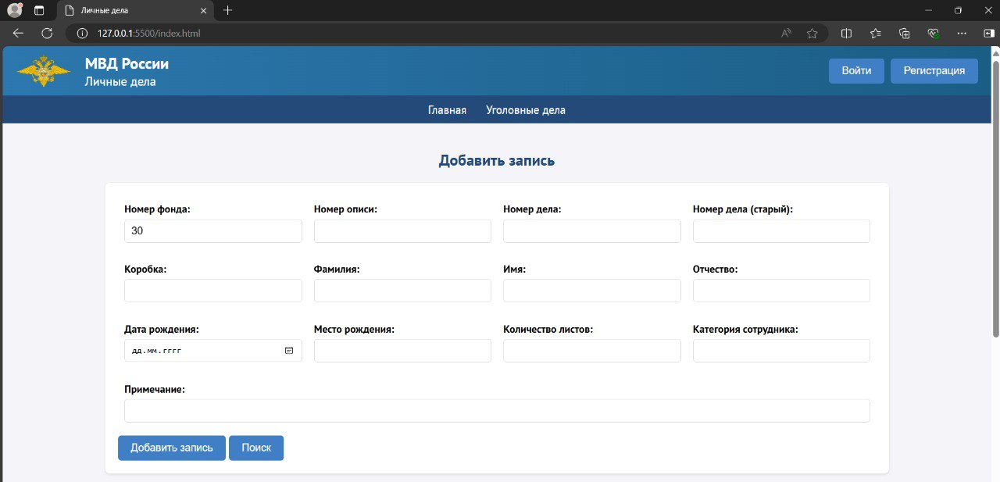 Личные дела
127.0.0.1:5500/index.html
МВД России
Личные дела
Войти Регистрация
Главная Уголовные дела
Добавить запись
Номер фонда: Номер описи: Номер дела: Номер дела (старый):
30
Коробка: Фамилия: Имя: Отчество:
Дата рождения: Место рождения: Количество листов: Категория сотрудника:
дд.мм.гггг
Примечание:
Добавить запись Поиск